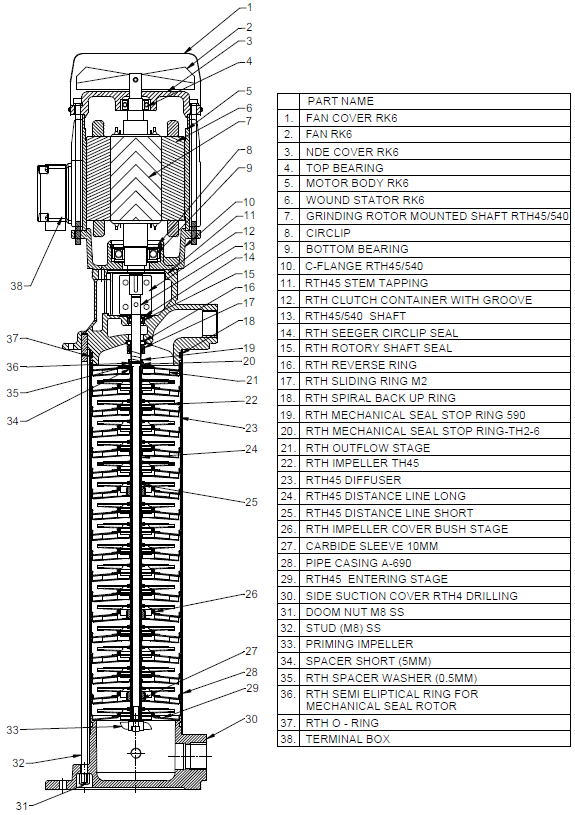 1
2
3
4
5
6
7
8
9
10
11
12
13
14
15
16
17
18
19
20
21
22
23
24
25
26
27
28
29
30
31
32
33
34
35
36
37
38
PART NAME
1. FAN COVER RK6
2. FAN RK6
3. NDE COVER RK6
4. TOP BEARING
5. MOTOR BODY RK6
6. WOUND STATOR RK6
7. GRINDING ROTOR MOUNTED SHAFT RTH45/540
8. CIRCLIP
9. BOTTOM BEARING
10. C-FLANGE RTH45/540
11. RTH45 STEM TAPPING
12. RTH CLUTCH CONTAINER WITH GROOVE
13. RTH45/540 SHAFT
14. RTH SEEGER CIRCLIP SEAL
15. RTH ROTORY SHAFT SEAL
16. RTH REVERSE RING
17. RTH SLIDING RING M2
18. RTH SPIRAL BACK UP RING
19. RTH MECHANICAL SEAL STOP RING 590
20. RTH MECHANICAL SEAL STOP RING-TH2-6
21. RTH OUTFLOW STAGE
22. RTH IMPELLER TH45
23. RTH45 DIFFUSER
24. RTH45 DISTANCE LINE LONG
25. RTH45 DISTANCE LINE SHORT
26. RTH IMPELLER COVER BUSH STAGE
27. CARBIDE SLEEVE 10MM
28. PIPE CASING A-690
29. RTH45 ENTERING STAGE
30. SIDE SUCTION COVER RTH4 DRILLING
31. DOOM NUT M8 SS
32. STUD (M8) SS
33. PRIMING IMPELLER
34. SPACER SHORT (5MM)
35. RTH SPACER WASHER (0.5MM)
36. RTH SEMI ELIPTICAL RING FOR
MECHANICAL SEAL ROTOR
37. RTH O - RING
38. TERMINAL BOX